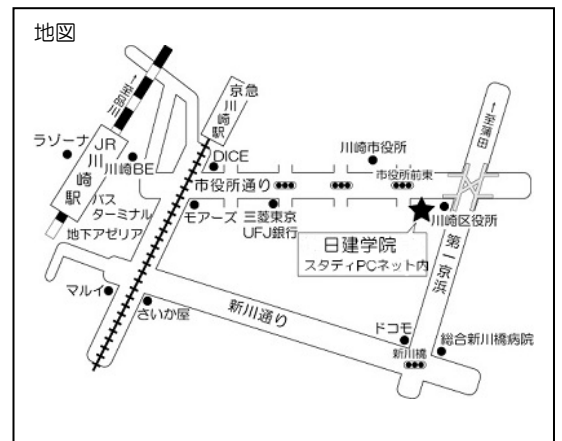 地図
←至品川
京急
川崎駅
ラゾーナ
JR
川崎駅
川崎BE
DICE
川崎市役所
←至蒲田
市役所通り
市役所前東
バス
ターミナル
地下アゼリア
モアーズ
三菱東京
UFJ銀行
川崎区役所
日建学院
スタディPCネット内
第一京浜
マルイ
さいか屋
新川通り
ドコモ
新川橋
総合新川橋病院